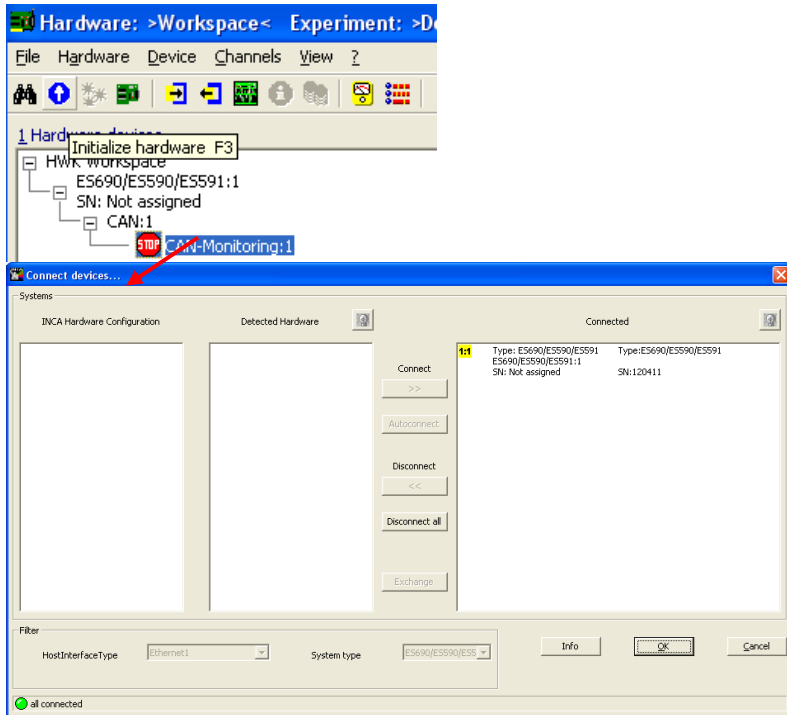 Hardware: >Workspace< Experiment: >D
File Hardware Device Channels View ?
1 Hardware devices
Initialize hardware F3
HWK Workspace
ES690/ES590/ES591:1
SN: Not assigned
CAN:1
STOP CAN-Monitoring:1
Connect devices...
Systems
INCA Hardware Configuration Detected Hardware Connected
1:1 Type: ES690/ES590/ES591 Type:ES690/ES590/ES591
ES690/ES590/ES591:1
SN: Not assigned SN:120411
Connect
>>
Autoconnect
Disconnect
<<
Disconnect all
Exchange
Filter
HostInterfaceType Ethernet1 System type ES690/ES590/ES5
Info OK Cancel
all connected